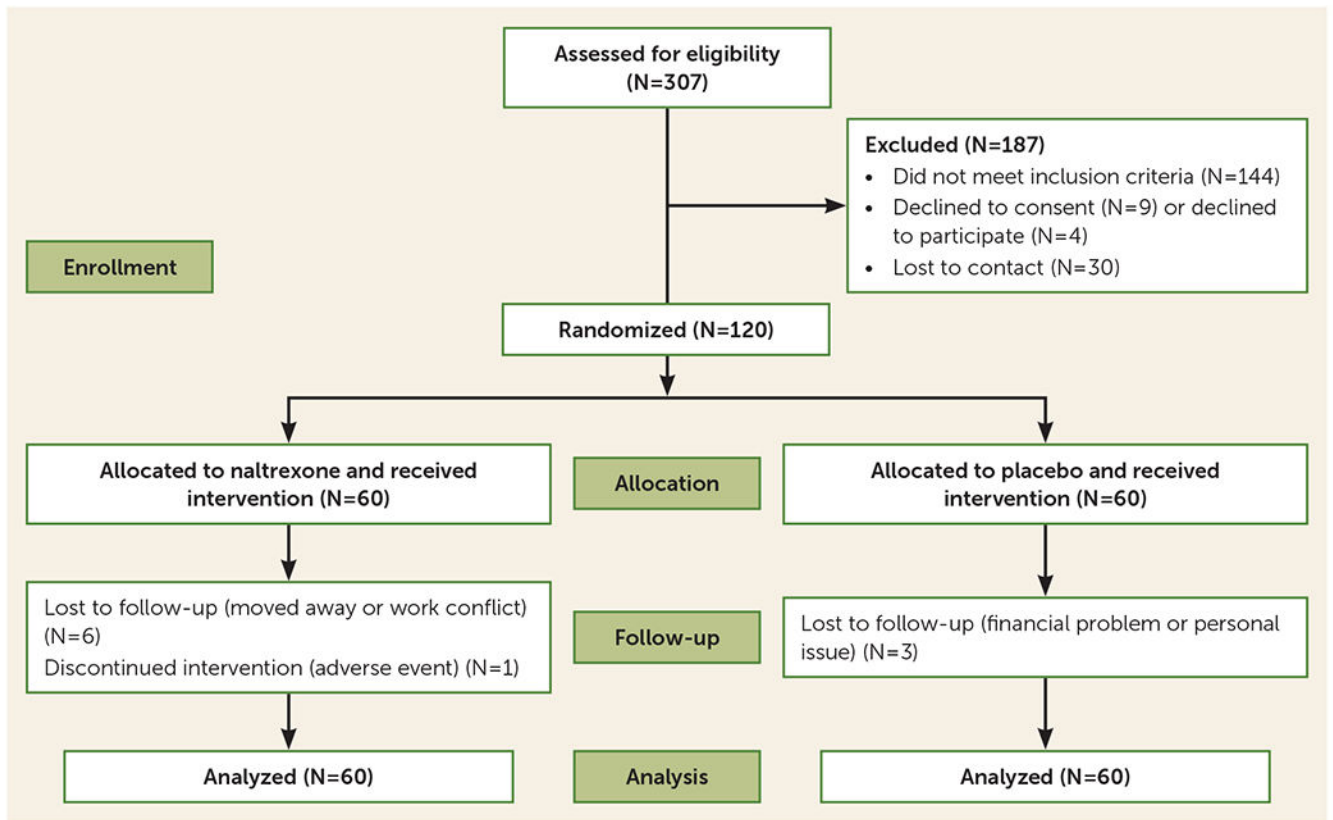 Assessed for eligibility
(N=307)
Excluded (N=187)
• Did not meet inclusion criteria (N=144)
• Declined to consent (N=9) or declined
to participate (N=4)
• Lost to contact (N=30)
Enrollment
Randomized (N=120)
Allocated to naltrexone and received
intervention (N=60)
Allocation
Allocated to placebo and received
intervention (N=60)
Lost to follow-up (moved away or work conflict)
(N=6)
Discontinued intervention (adverse event) (N=1)
Follow-up
Lost to follow-up (financial problem or personal
issue) (N=3)
Analyzed (N=60)
Analysis
Analyzed (N=60)